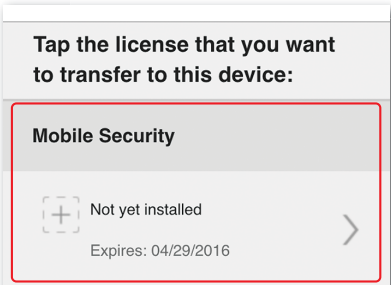 Tap the license that you want
to transfer to this device:
Mobile Security
Not yet installed
Expires: 04/29/2016